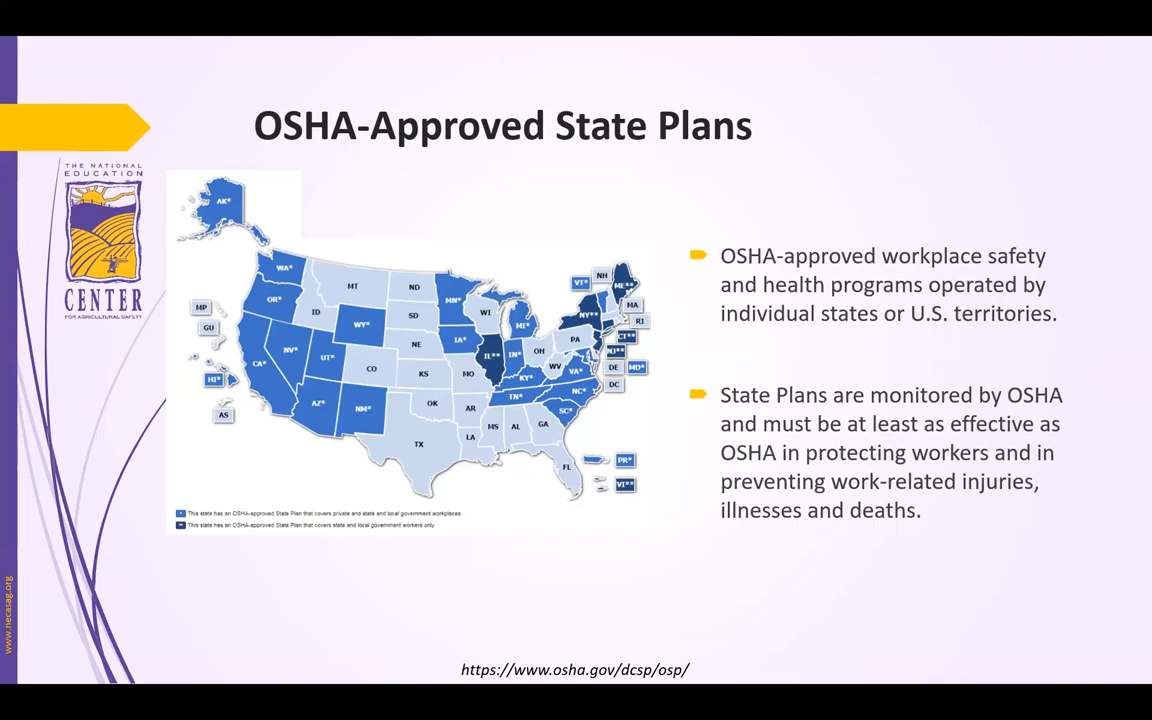 OSHA-Approved State Plans
THE NATIONAL
EDUCATION
CENTER
FOR AGRICULTURAL SAFETY
AK*
WA*
MT
ND
MN*
OR*
ID
SD
WI
WY*
MI*
VT*
NH
ME**
MA
NY**
RI
MP
GU
NV*
NE
IA*
PA
CT**
NJ**
CA*
UT*
CO
KS
MO
IL**
IN*
OH
WV
VA*
DE
MD*
DC
KY*
HI*
AS
AZ*
NM*
OK
AR
TN*
NC*
SC*
TX
LA
MS
AL
GA
FL
PR*
VI**
* This state has an OSHA-approved State Plan that covers private and state and local government workplaces
** This state has an OSHA-approved State Plan that covers state and local government workers only.
OSHA-approved workplace safety
and health programs operated by
individual states or U.S. territories.
State Plans are monitored by OSHA
and must be at least as effective as
OSHA in protecting workers and in
preventing work-related injuries,
illnesses and deaths.
www.necasag.org
https://www.osha.gov/dcsp/osp/